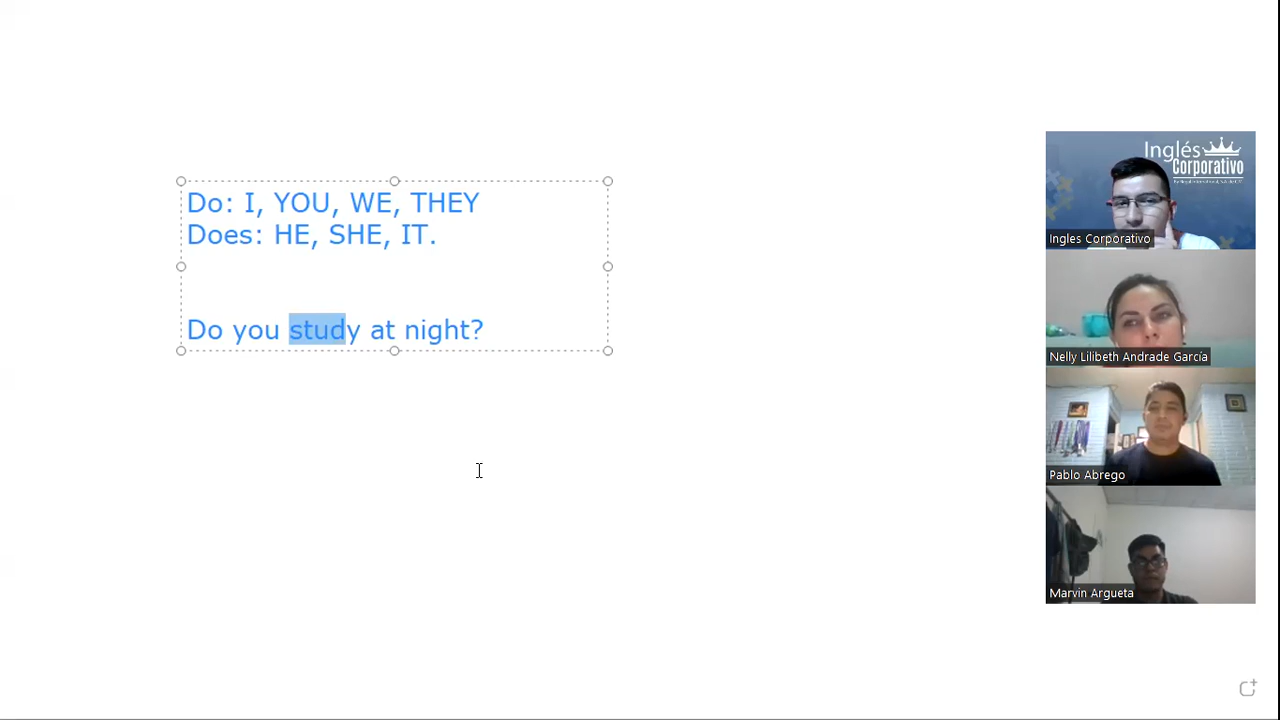 Do: I, YOU, WE, THEY
Does: HE, SHE, IT.
Do you study at night?
Inglés
Corporativo
Ingles Corporativo
Nelly Lilibeth Andrade García
Pablo Abrego
Marvin Argueta